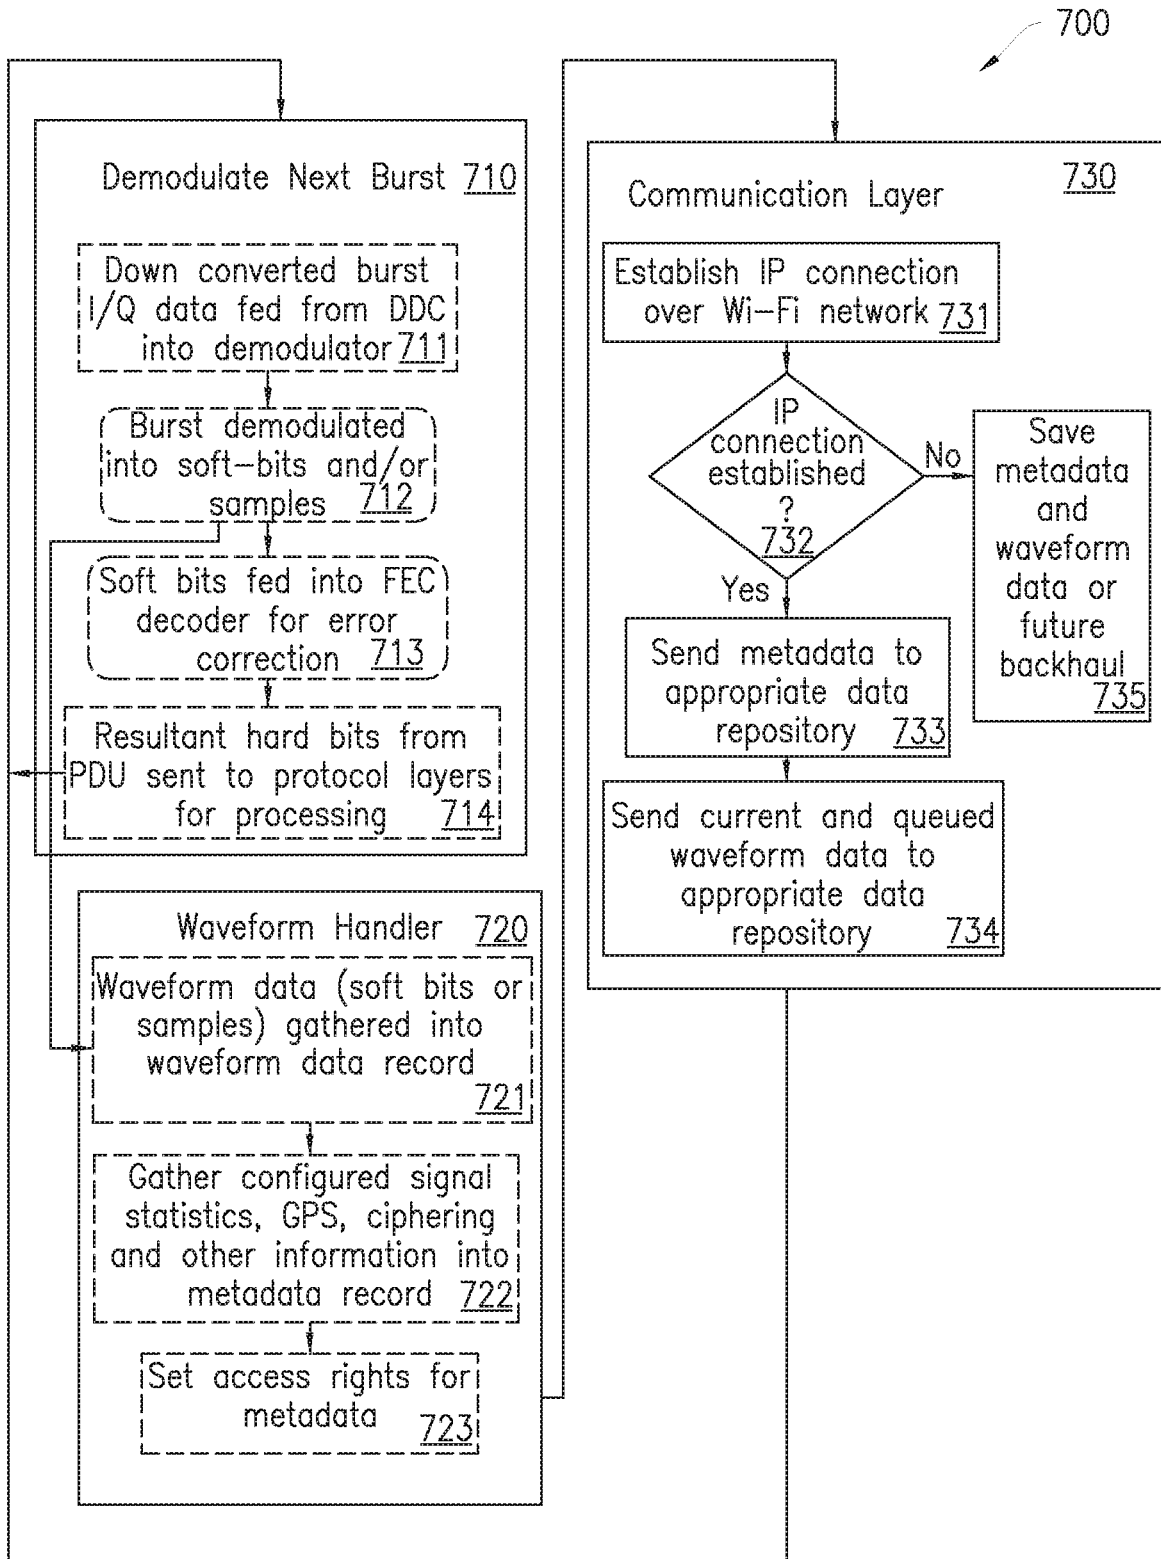 700
Demodulate Next Burst 710
Down converted burst
I/Q data fed from DDC
into demodulator 711
Burst demodulated
into soft-bits and/or
samples 712
Soft bits fed into FEC
decoder for error
correction 713
Resultant hard bits from
PDU sent to protocol layers
for processing 714
Waveform Handler 720
Waveform data (soft bits or
samples) gathered into
waveform data record
721
Gather configured signal
statistics, GPS, ciphering
and other information into
metadata record 722
Set access rights for
metadata 723
730
Communication Layer
Establish IP connection
over Wi-Fi network 731
IP
connection
established
?
732
No
Yes
Save
metadata
and
waveform
data or
future
backhaul
735
Send metadata to
appropriate data
repository 733
Send current and queued
waveform data to
appropriate data
repository 734